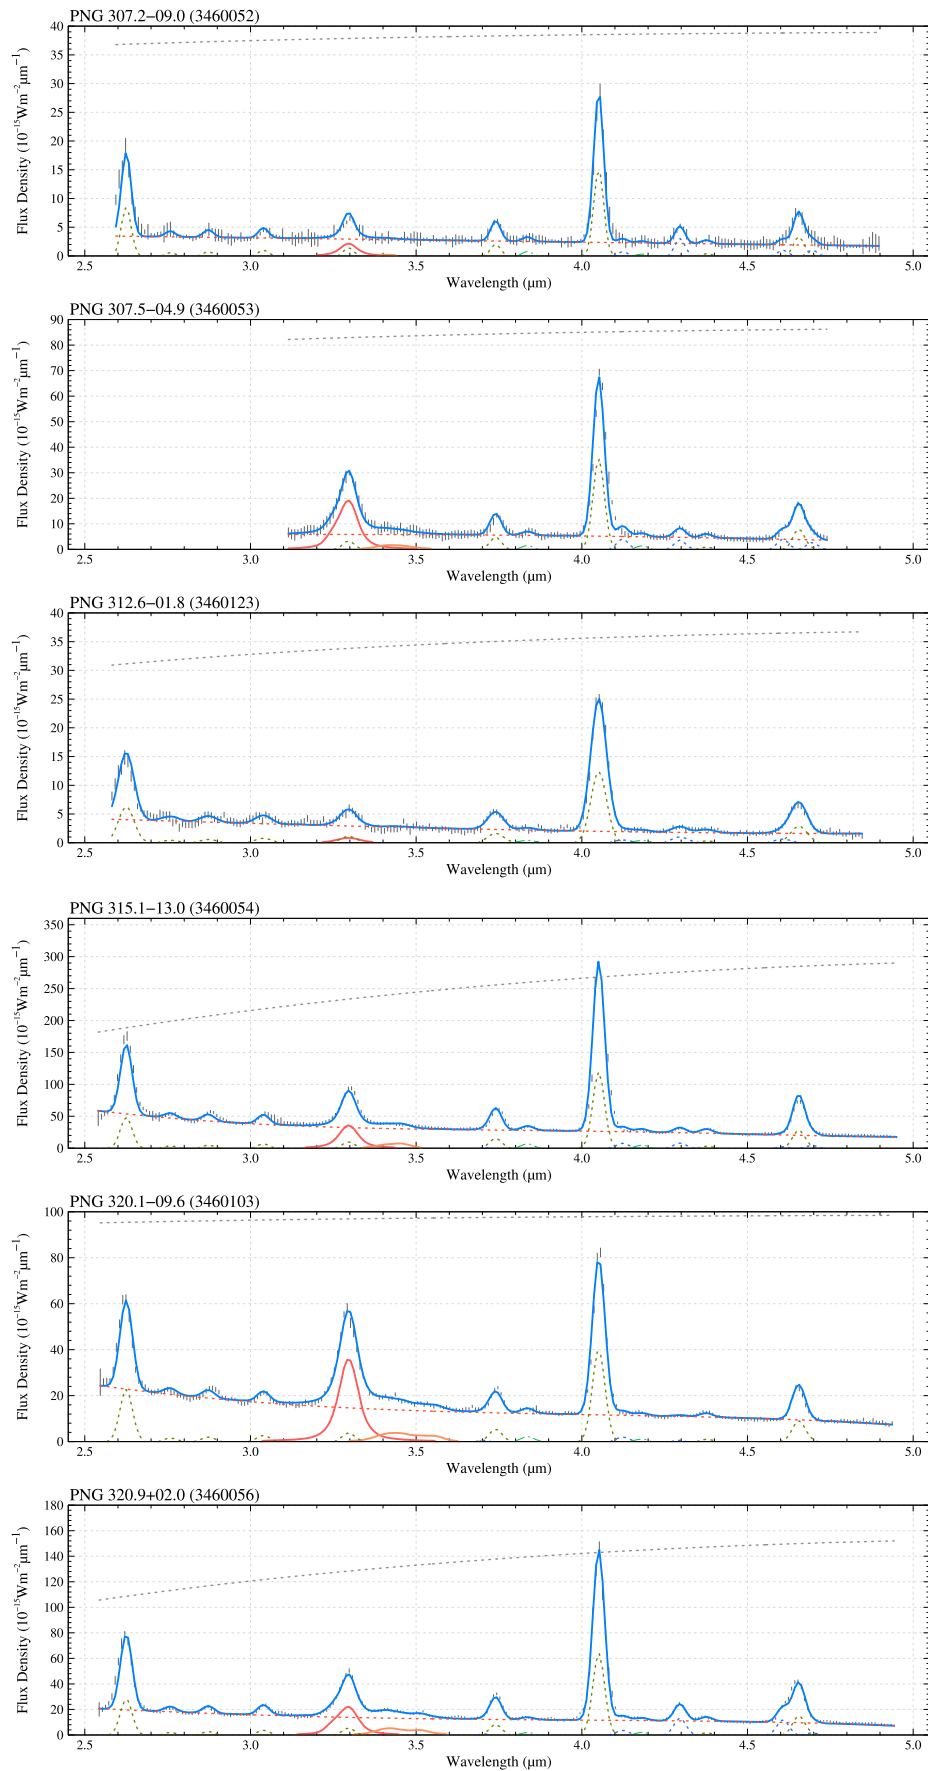 PNG 307.2−09.0 (3460052)
40
35
30
25
20
15
10
5
0
Flux Density (10⁻¹⁵Wm⁻²μm⁻¹)
2.5 3.0 3.5 4.0 4.5 5.0
Wavelength (μm)
PNG 307.5−04.9 (3460053)
90
80
70
60
50
40
30
20
10
0
Flux Density (10⁻¹⁵Wm⁻²μm⁻¹)
2.5 3.0 3.5 4.0 4.5 5.0
Wavelength (μm)
PNG 312.6−01.8 (3460123)
40
35
30
25
20
15
10
5
0
Flux Density (10⁻¹⁵Wm⁻²μm⁻¹)
2.5 3.0 3.5 4.0 4.5 5.0
Wavelength (μm)
PNG 315.1−13.0 (3460054)
350
300
250
200
150
100
50
0
Flux Density (10⁻¹⁵Wm⁻²μm⁻¹)
2.5 3.0 3.5 4.0 4.5 5.0
Wavelength (μm)
PNG 320.1−09.6 (3460103)
100
80
60
40
20
0
Flux Density (10⁻¹⁵Wm⁻²μm⁻¹)
2.5 3.0 3.5 4.0 4.5 5.0
Wavelength (μm)
PNG 320.9+02.0 (3460056)
180
160
140
120
100
80
60
40
20
0
Flux Density (10⁻¹⁵Wm⁻²μm⁻¹)
2.5 3.0 3.5 4.0 4.5 5.0
Wavelength (μm)